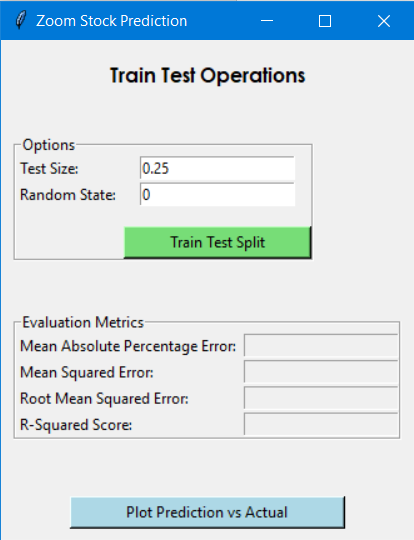 Zoom Stock Prediction
Train Test Operations
Options
Test Size: 0.25
Random State: 0
Train Test Split
Evaluation Metrics
Mean Absolute Percentage Error:
Mean Squared Error:
Root Mean Squared Error:
R-Squared Score:
Plot Prediction vs Actual